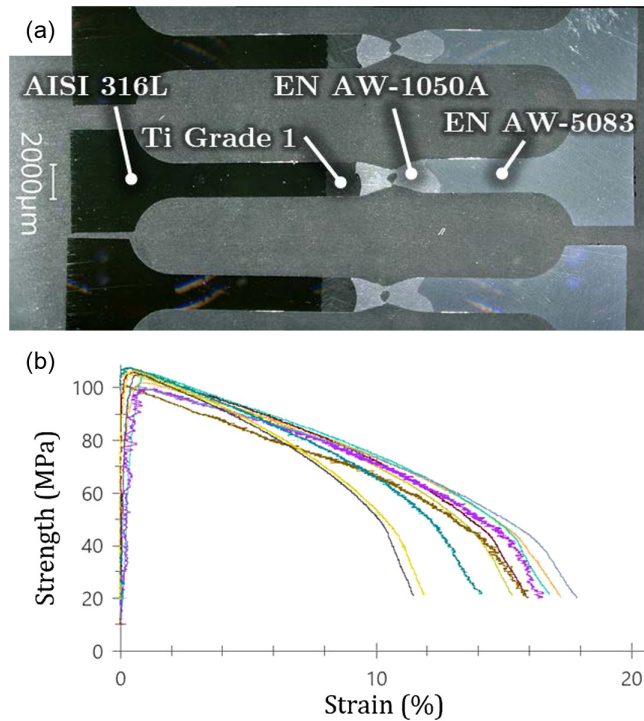 (a)
AISI 316L
EN AW-1050A
Ti Grade 1
EN AW-5083
2000µm
(b)
Strength (MPa)
100
80
60
40
20
0
0
10
20
Strain (%)